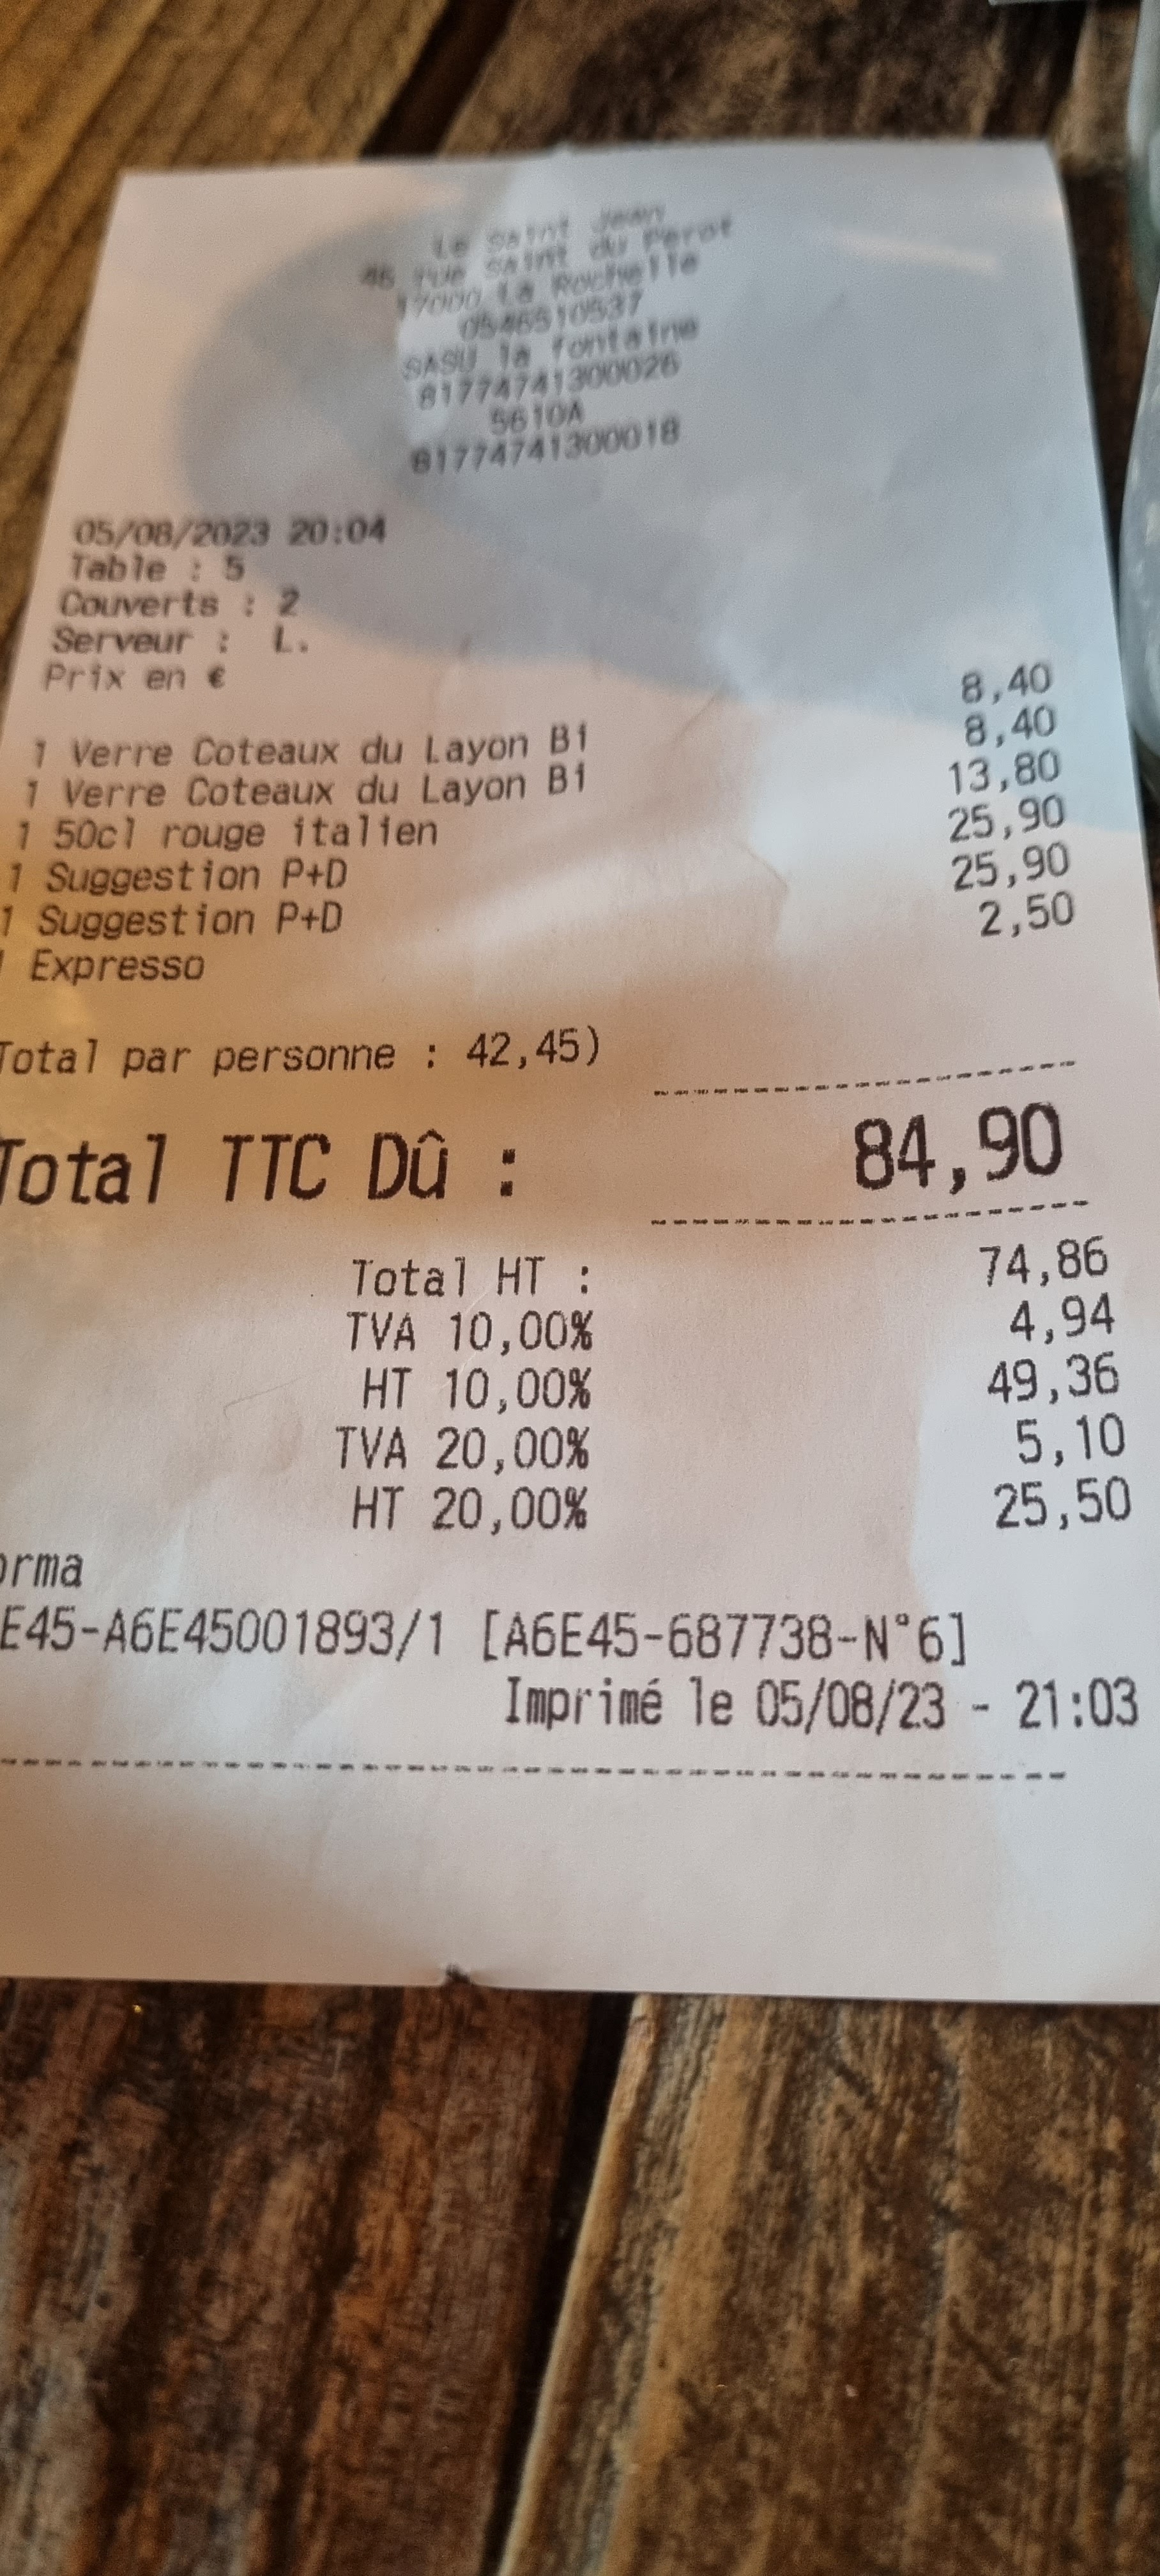 Le Saint Jean
46 rue saint du Perot
17000 La Rochelle
0546510537
SASU la fontaine
81774741300026
5610A
81774741300018
05/08/2023 20:04
Table : 5
Couverts : 2
Serveur : L.
Prix en €
1 Verre Coteaux du Layon Bi 8,40
1 Verre Coteaux du Layon Bi 8,40
1 50cl rouge italien 13,80
1 Suggestion P+D 25,90
1 Suggestion P+D 25,90
1 Expresso 2,50
Total par personne : 42,45)
Total TTC Dû : 84,90
Total HT : 74,86
TVA 10,00% 4,94
HT 10,00% 49,36
TVA 20,00% 5,10
HT 20,00% 25,50
orma
E45-A6E45001893/1 [A6E45-687738-N°6]
Imprimé le 05/08/23 - 21:03